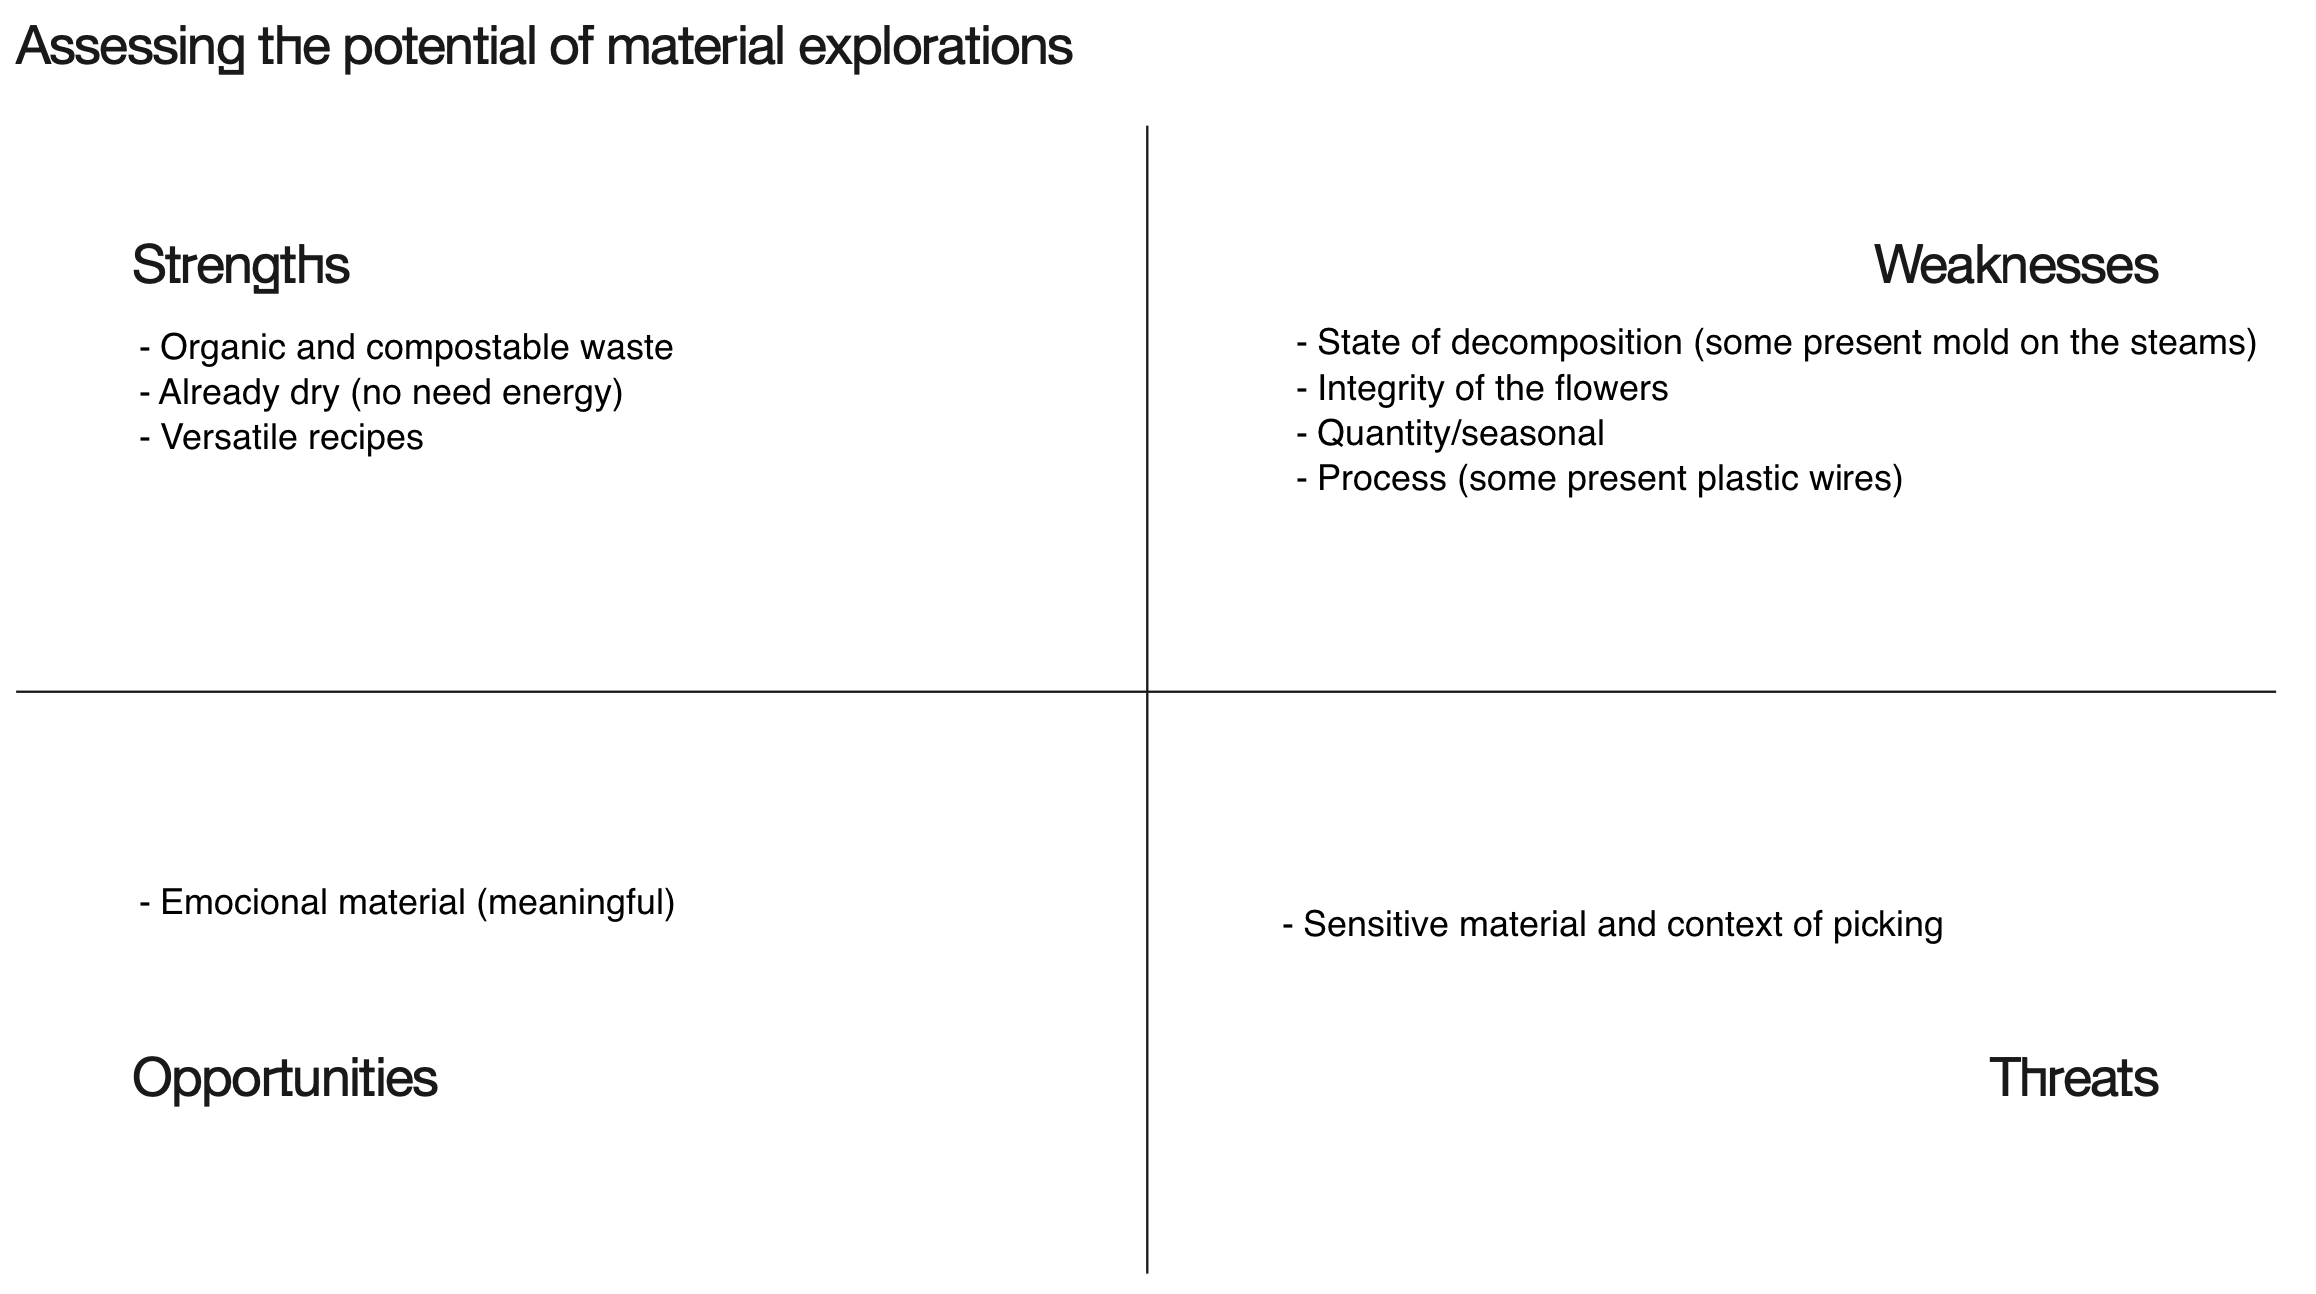 Assessing the potential of material explorations
Strengths
- Organic and compostable waste
- Already dry (no need energy)
- Versatile recipes
Weaknesses
- State of decomposition (some present mold on the steams)
- Integrity of the flowers
- Quantity/seasonal
- Process (some present plastic wires)
- Emocional material (meaningful)
Opportunities
- Sensitive material and context of picking
Threats